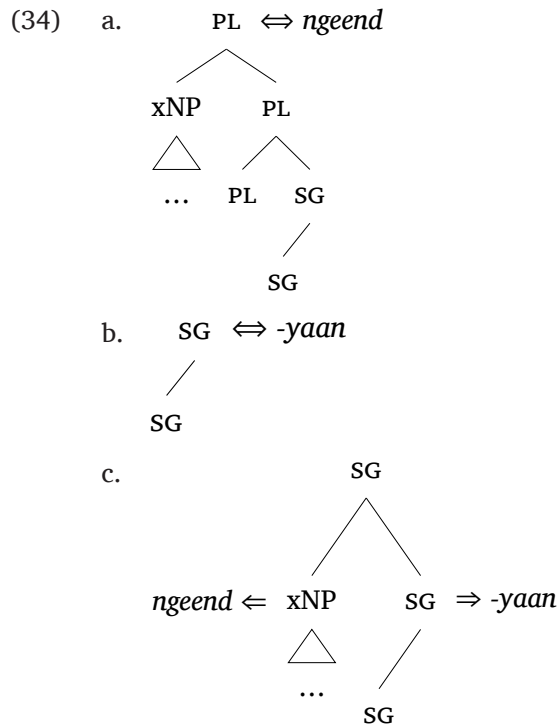 (34) a. PL ⇔ ngeend
xNP PL
... PL SG
SG
b. SG ⇔ -yaan
SG
c. SG
ngeend ⇐ xNP SG ⇒ -yaan
...
SG